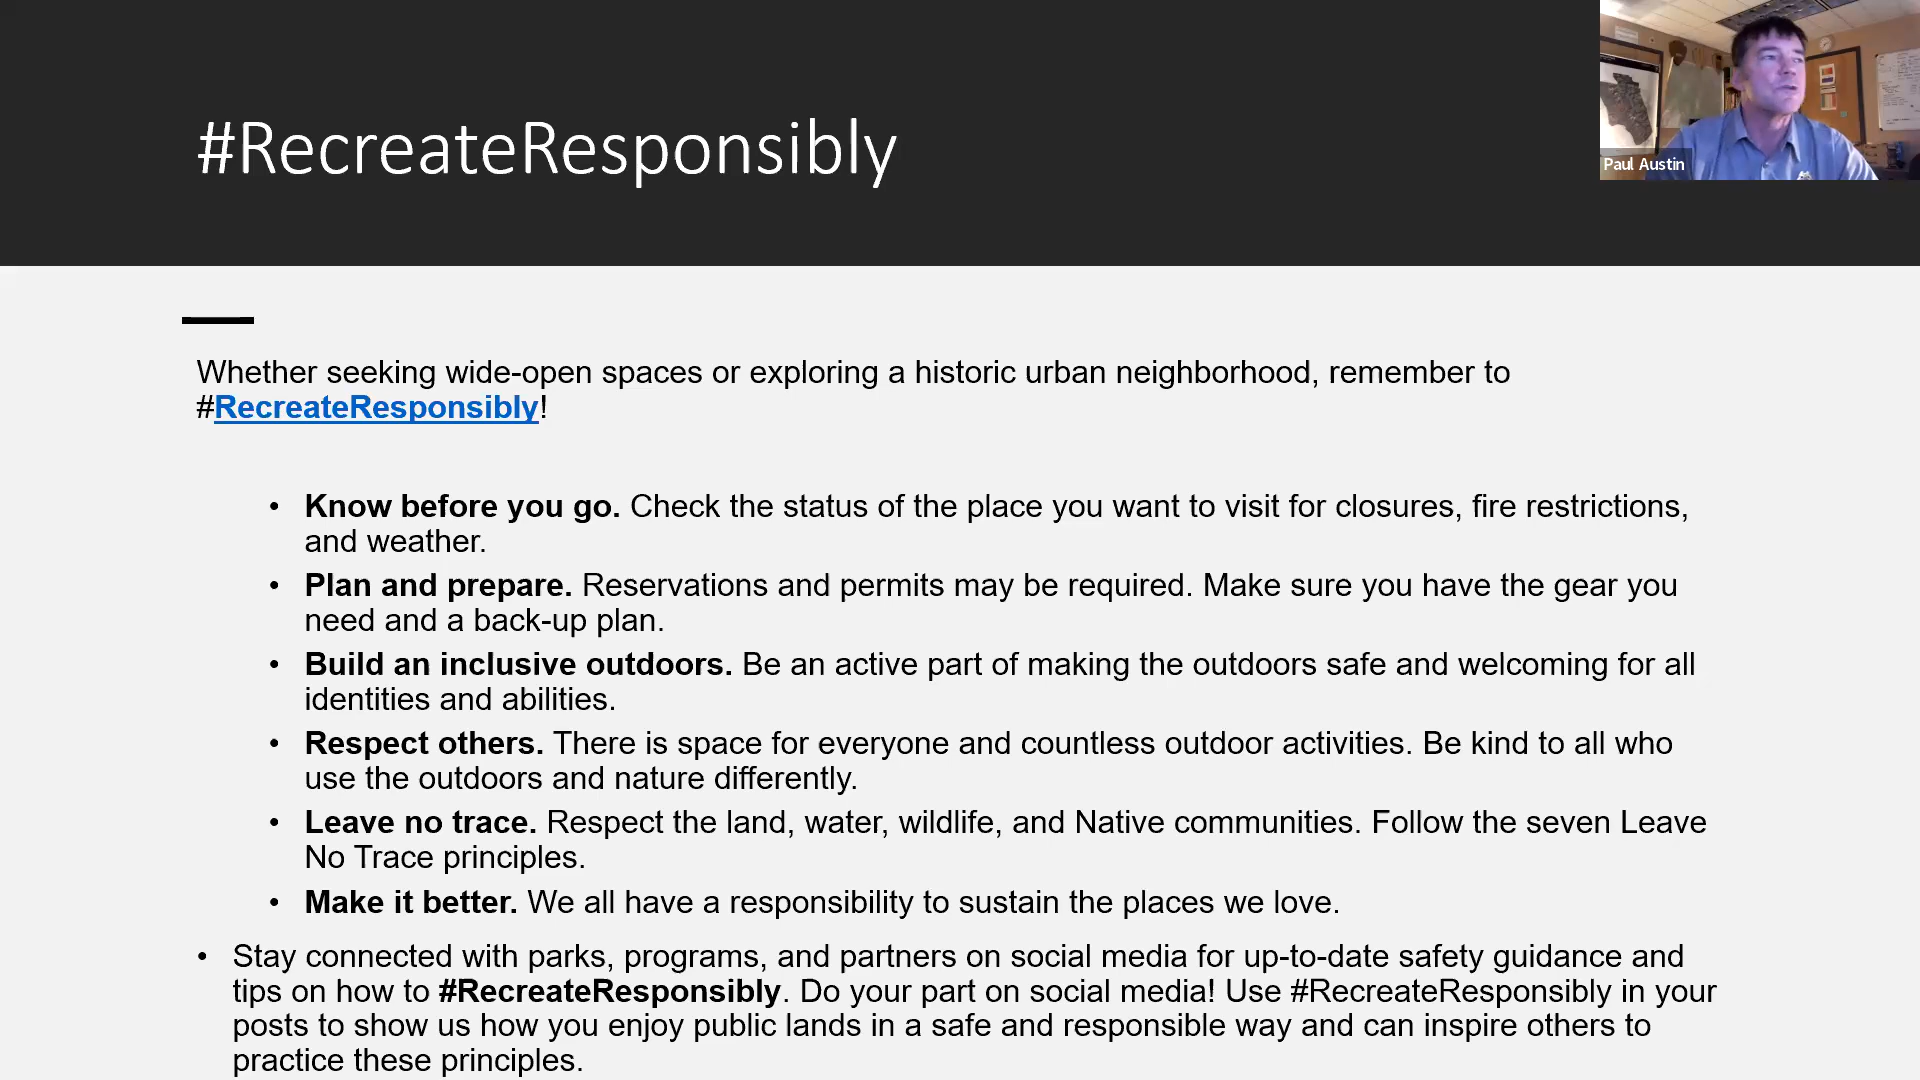 #RecreateResponsibly
Paul Austin
Whether seeking wide-open spaces or exploring a historic urban neighborhood, remember to
#RecreateResponsibly!
• Know before you go. Check the status of the place you want to visit for closures, fire restrictions,
and weather.
• Plan and prepare. Reservations and permits may be required. Make sure you have the gear you
need and a back-up plan.
• Build an inclusive outdoors. Be an active part of making the outdoors safe and welcoming for all
identities and abilities.
• Respect others. There is space for everyone and countless outdoor activities. Be kind to all who
use the outdoors and nature differently.
• Leave no trace. Respect the land, water, wildlife, and Native communities. Follow the seven Leave
No Trace principles.
• Make it better. We all have a responsibility to sustain the places we love.
• Stay connected with parks, programs, and partners on social media for up-to-date safety guidance and
tips on how to #RecreateResponsibly. Do your part on social media! Use #RecreateResponsibly in your
posts to show us how you enjoy public lands in a safe and responsible way and can inspire others to
practice these principles.